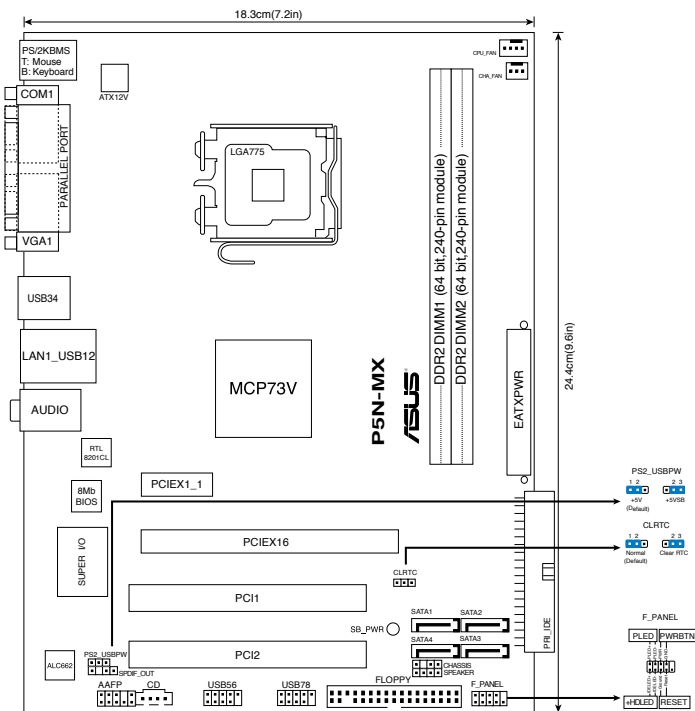 18.3cm(7.2in)
PS/2KBMS
T: Mouse
B: Keyboard
CPU_FAN
CHA_FAN
COM1
ATX12V
PARALLEL PORT
LGA775
DDR2 DIMM1 (64 bit,240-pin module)
DDR2 DIMM2 (64 bit,240-pin module)
VGA1
24.4cm(9.6in)
USB34
LAN1_USB12
MCP73V
P5N-MX
ASUS
EATXPWR
AUDIO
RTL
8201CL
8Mb
BIOS
PCIEX1_1
PS2_USBPW
1 2
2 3
+5V
(Default)
+5VSB
SUPER I/O
PCIEX16
CLRTC
1 2
2 3
Normal
(Default)
Clear RTC
CLRTC
PCI1
SATA1
SATA2
SB_PWR
PRI_IDE
F_PANEL
PLED
PWRBTN
SATA4
SATA3
ALC662
PS2_USBPW
SPDIF_OUT
PCI2
CHASSIS
SPEAKER
AAFP
CD
USB56
USB78
FLOPPY
F_PANEL
+HDLED
RESET